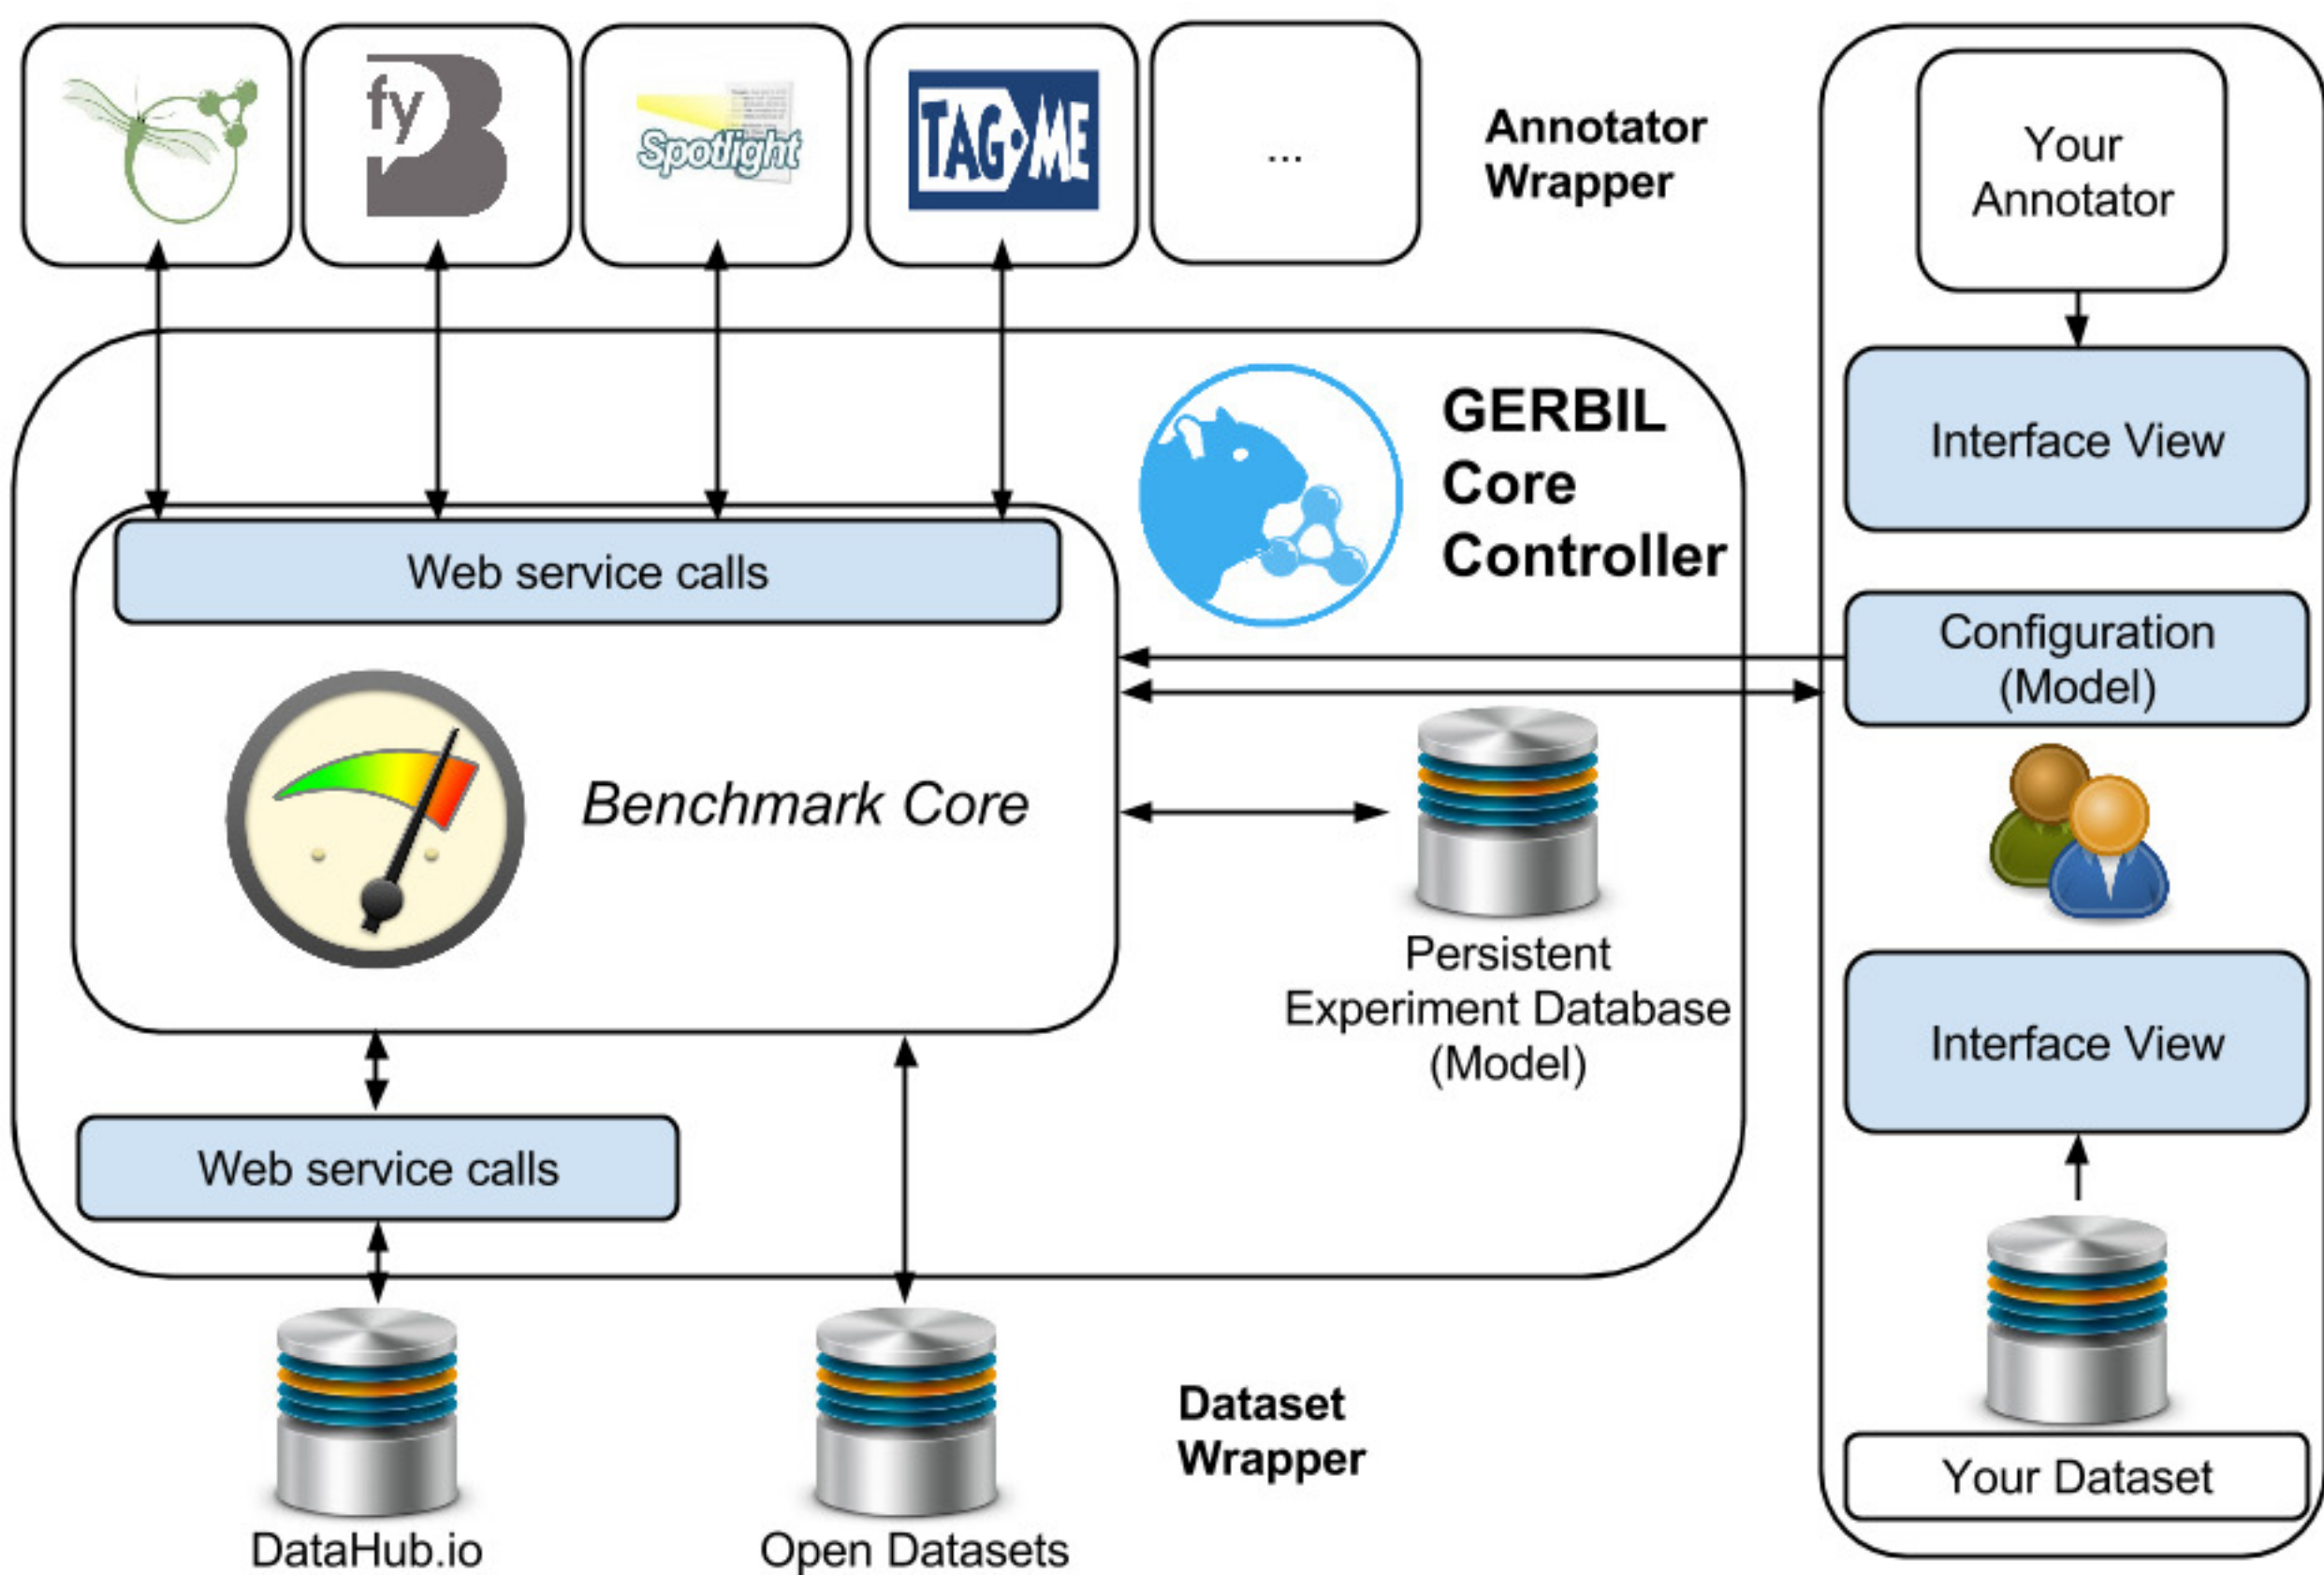 fy
Spotlight
TAG ME
...
Annotator
Wrapper
Your
Annotator
Interface View
GERBIL
Core
Controller
Web service calls
Configuration
(Model)
Benchmark Core
Persistent
Experiment Database
(Model)
Interface View
Web service calls
Dataset
Wrapper
Your Dataset
DataHub.io
Open Datasets